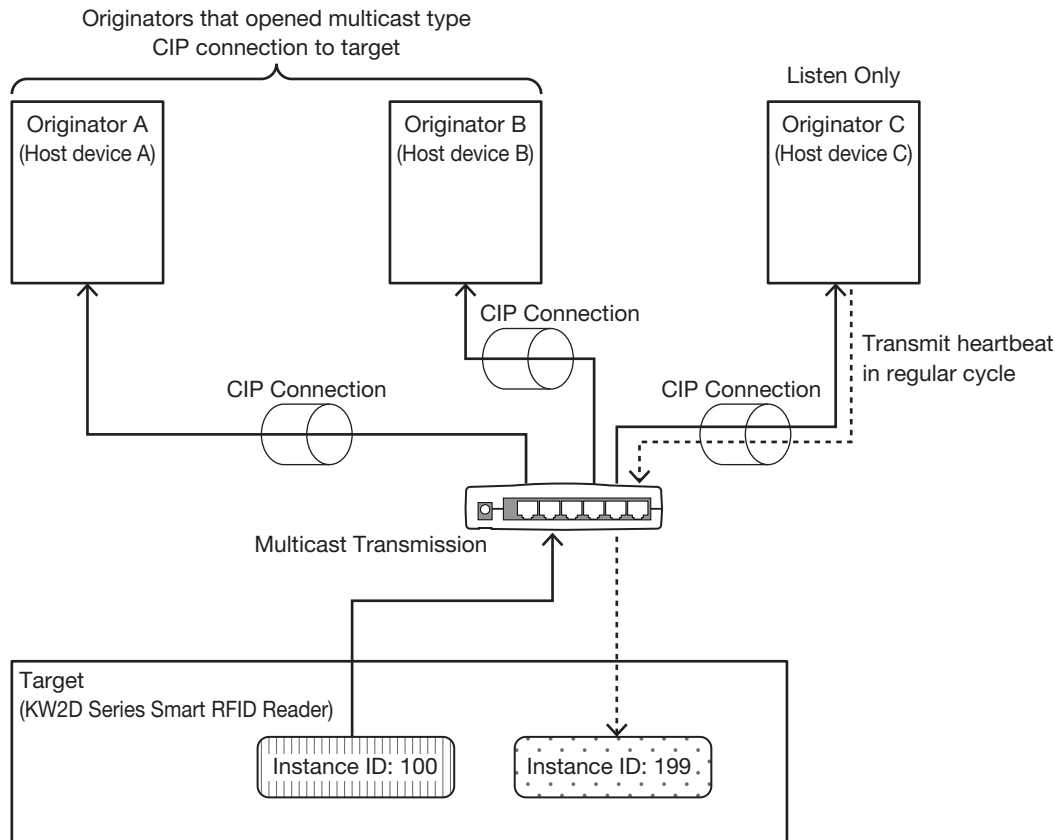 Originators that opened multicast type
CIP connection to target
Listen Only
Originator A
(Host device A)
Originator B
(Host device B)
Originator C
(Host device C)
CIP Connection
Transmit heartbeat
in regular cycle
CIP Connection
CIP Connection
Multicast Transmission
Target
(KW2D Series Smart RFID Reader)
Instance ID: 100
Instance ID: 199